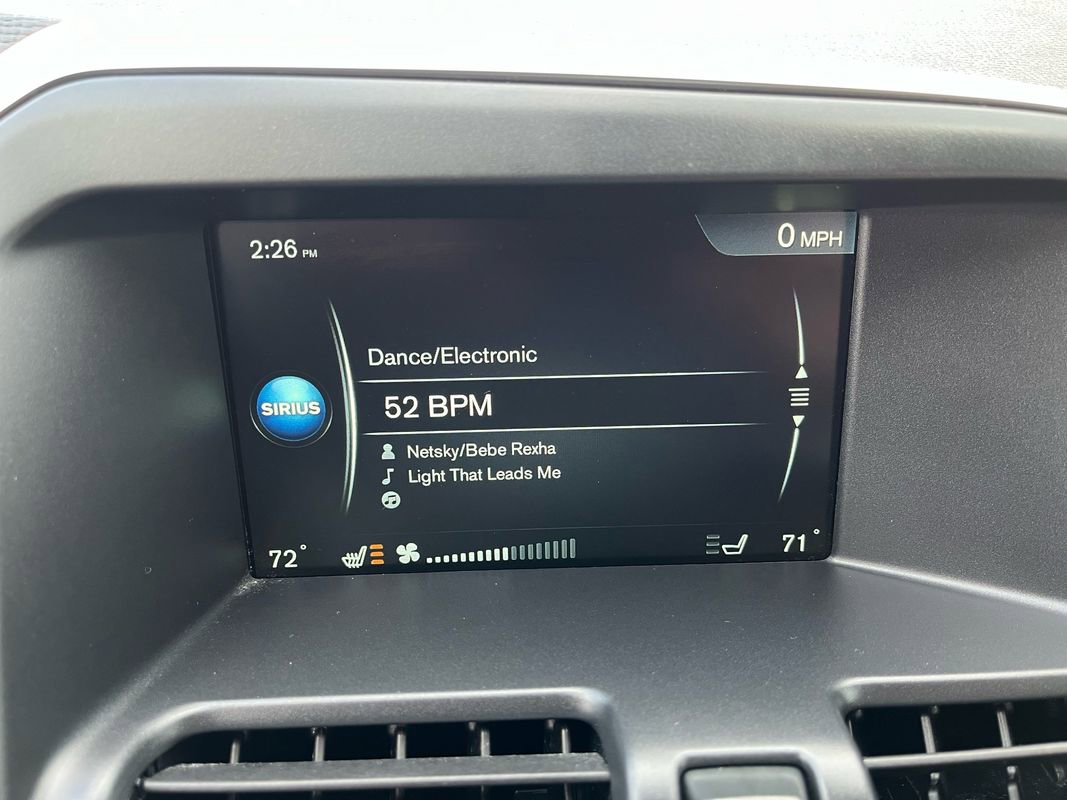 2:26 PM
0 MPH
Dance/Electronic
SIRIUS
52 BPM
Netsky/Bebe Rexha
Light That Leads Me
72°
71°